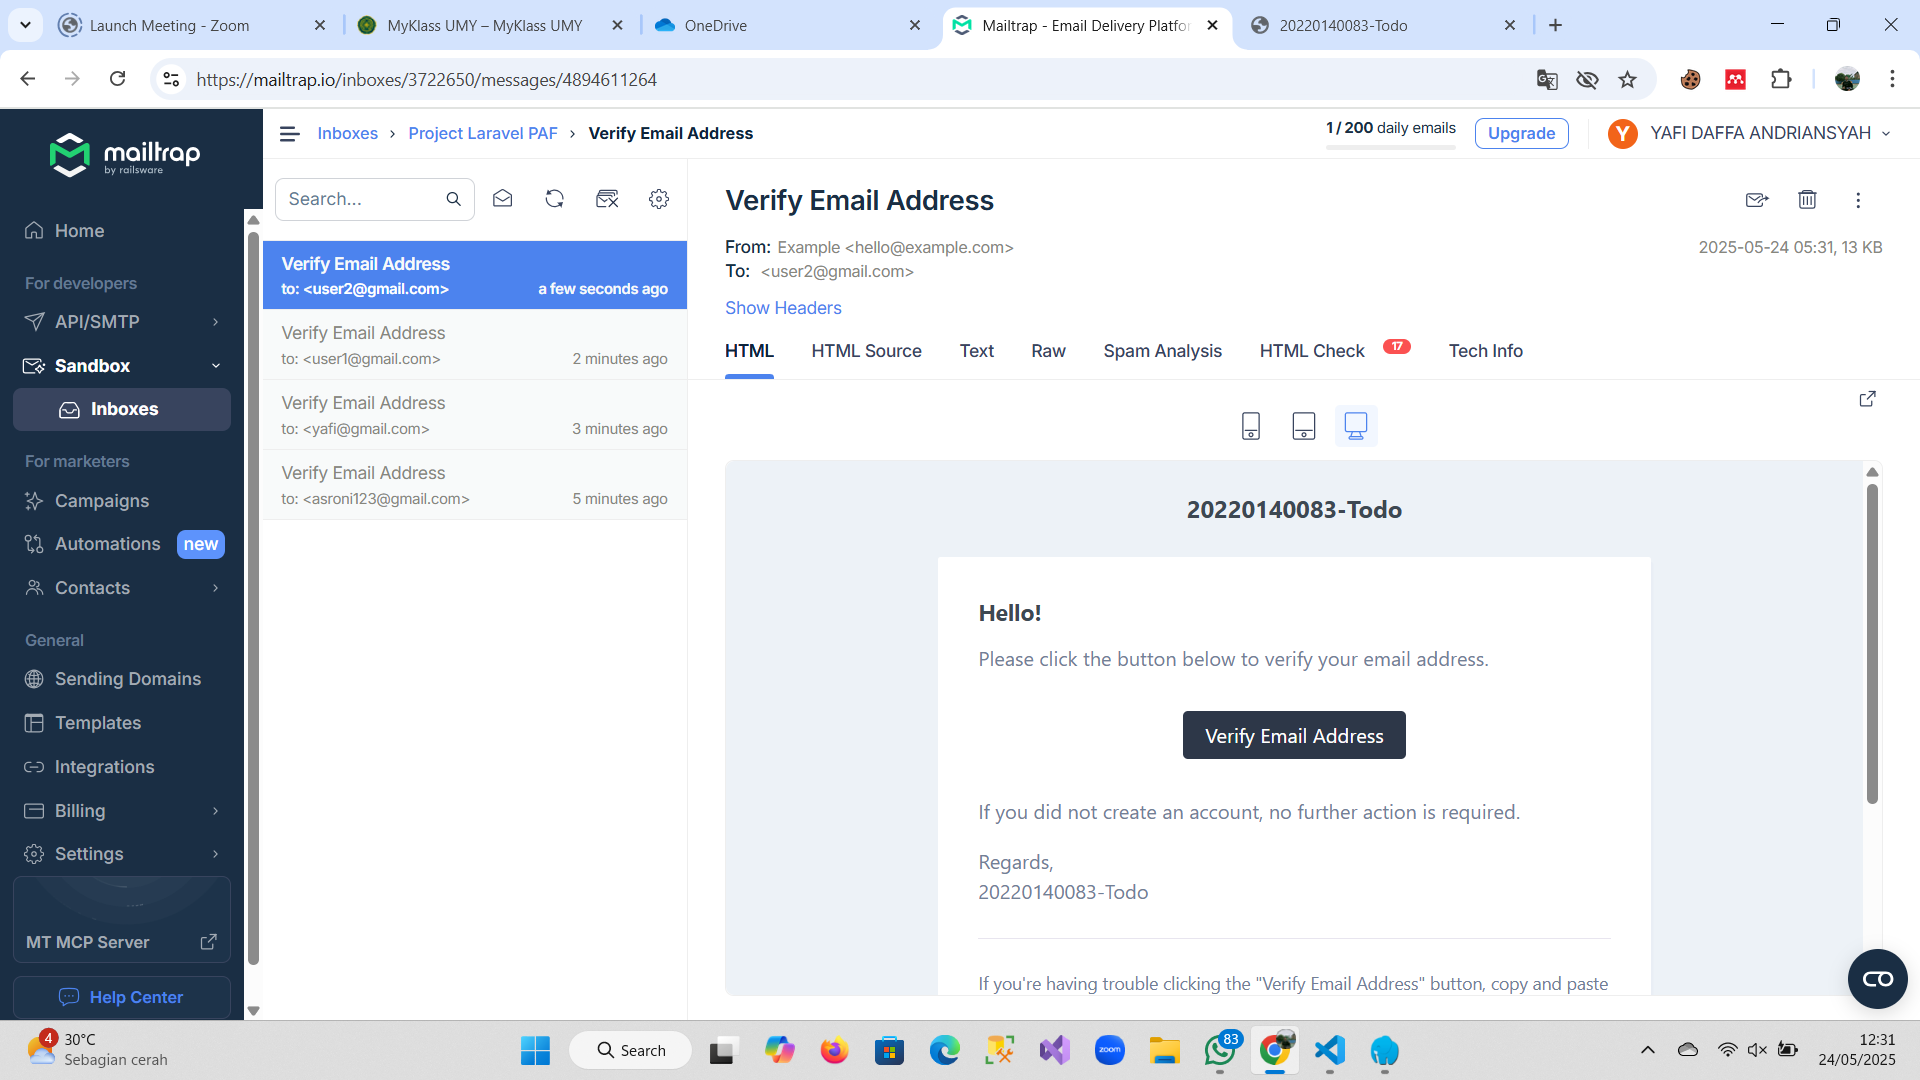 Launch Meeting - Zoom
MyKlass UMY – MyKlass UMY
OneDrive
Mailtrap - Email Delivery Platfor
20220140083-Todo
https://mailtrap.io/inboxes/3722650/messages/4894611264
mailtrap
by railsware
Inboxes › Project Laravel PAF › Verify Email Address
1 / 200 daily emails
Upgrade
Y
YAFI DAFFA ANDRIANSYAH
Home
For developers
API/SMTP
Sandbox
Inboxes
For marketers
Campaigns
Automations new
Contacts
General
Sending Domains
Templates
Integrations
Billing
Settings
MT MCP Server
Help Center
Search...
Verify Email Address
to: <user2@gmail.com> a few seconds ago
Verify Email Address
to: <user1@gmail.com> 2 minutes ago
Verify Email Address
to: <yafi@gmail.com> 3 minutes ago
Verify Email Address
to: <asroni123@gmail.com> 5 minutes ago
Verify Email Address
From: Example <hello@example.com>
2025-05-24 05:31, 13 KB
To: <user2@gmail.com>
Show Headers
HTML HTML Source Text Raw Spam Analysis HTML Check 17 Tech Info
20220140083-Todo
Hello!
Please click the button below to verify your email address.
Verify Email Address
If you did not create an account, no further action is required.
Regards,
20220140083-Todo
If you're having trouble clicking the "Verify Email Address" button, copy and paste
4
30°C
Sebagian cerah
Search
zoom
83
12:31
24/05/2025